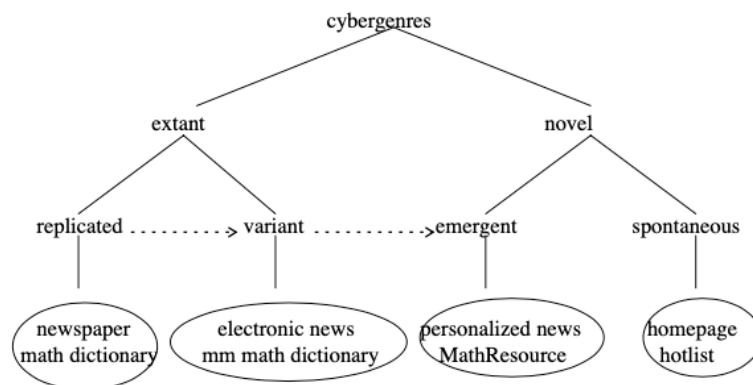 cybergenres
extant novel
replicated variant emergent spontaneous
newspaper electronic news personalized news homepage
math dictionary mm math dictionary MathResource hotlist